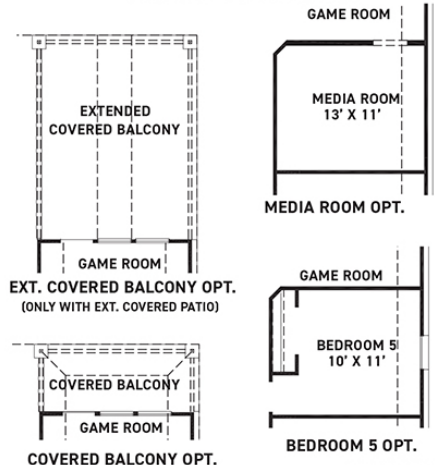 EXTENDED
COVERED BALCONY
GAME ROOM
EXT. COVERED BALCONY OPT.
(ONLY WITH EXT. COVERED PATIO)
COVERED BALCONY
GAME ROOM
COVERED BALCONY OPT.
GAME ROOM
MEDIA ROOM
13' X 11'
MEDIA ROOM OPT.
GAME ROOM
BEDROOM 5
10' X 11'
BEDROOM 5 OPT.